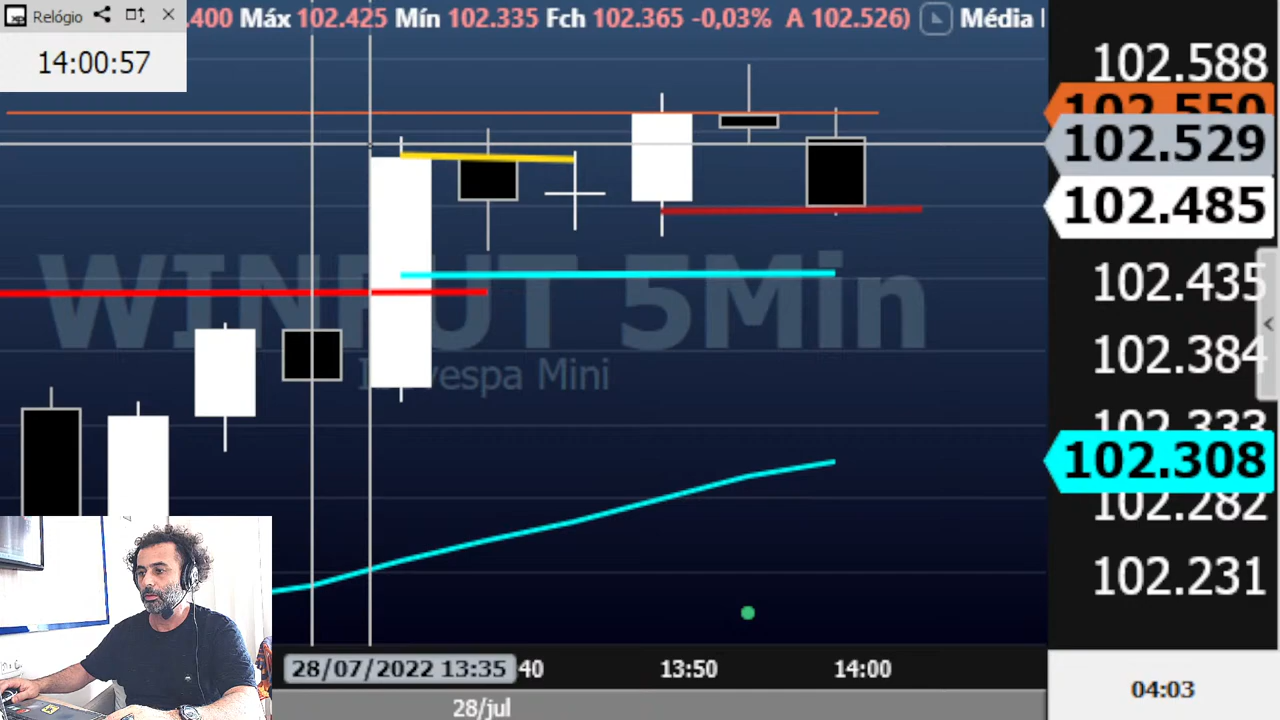 Relógio
14:00:57
.400 Máx 102.425 Mín 102.335 Fch 102.365 -0,03% A 102.526) Média
WINFUT 5Min
Ibovespa Mini
102.588
102.550
102.529
102.485
102.435
102.384
102.333
102.308
102.282
102.231
28/07/2022 13:35 40 13:50 14:00
28/jul
04:03